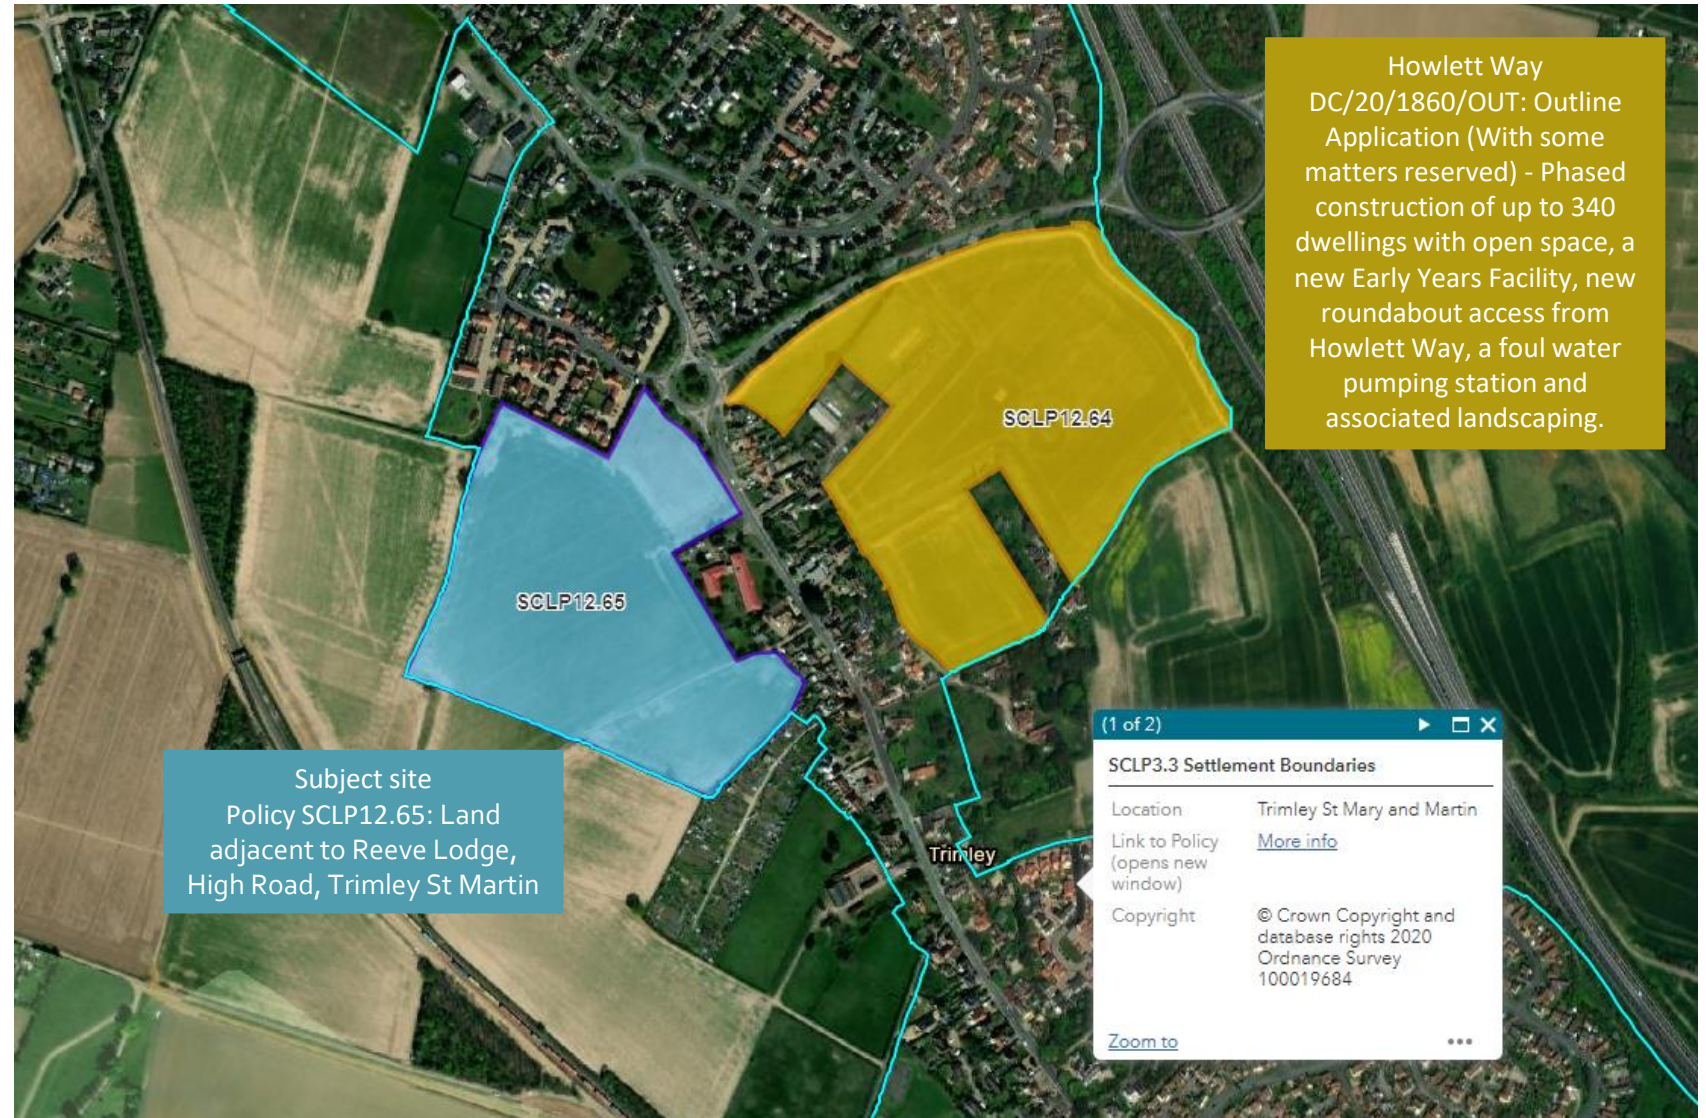 Howlett Way
DC/20/1860/OUT: Outline
Application (With some
matters reserved) - Phased
construction of up to 340
dwellings with open space, a
new Early Years Facility, new
roundabout access from
Howlett Way, a foul water
pumping station and
associated landscaping.
SCLP12.64
SCLP12.65
Subject site
Policy SCLP12.65: Land
adjacent to Reeve Lodge,
High Road, Trimley St Martin
Trimley
(1 of 2)
SCLP3.3 Settlement Boundaries
Location Trimley St Mary and Martin
Link to Policy More info
(opens new
window)
Copyright © Crown Copyright and
database rights 2020
Ordnance Survey
100019684
Zoom to